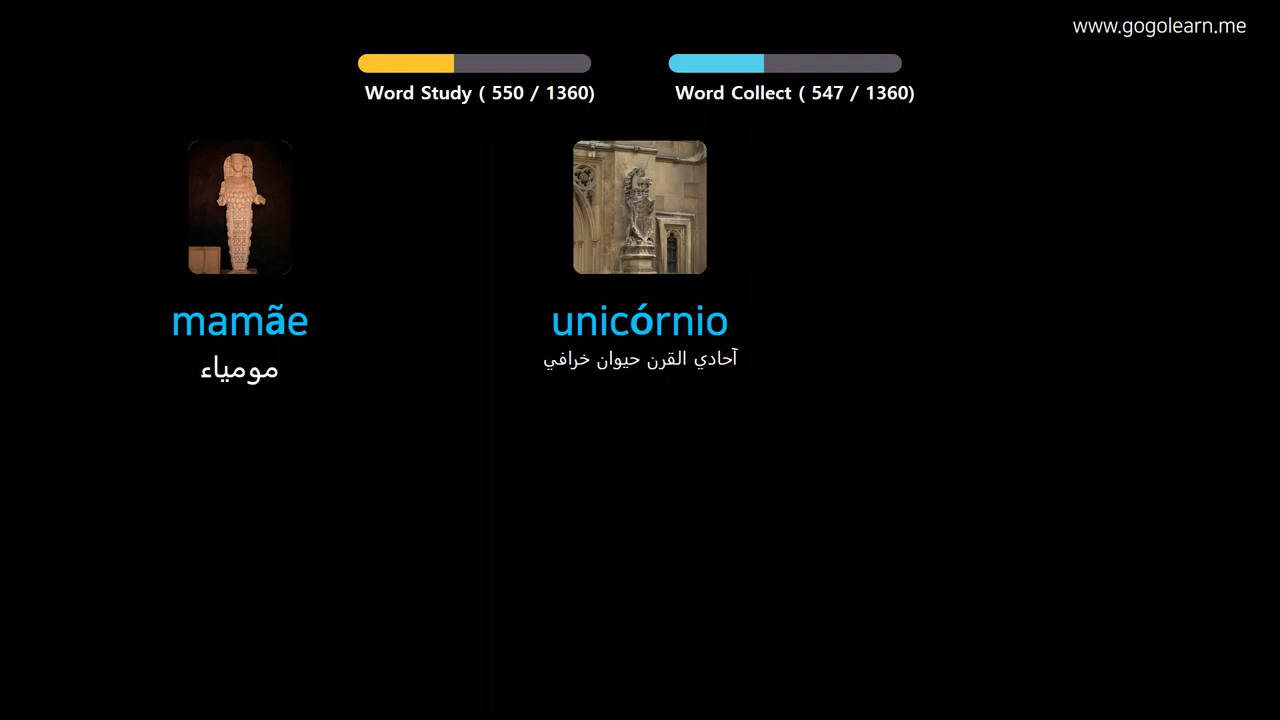 www.gogolearn.me
Word Study ( 550 / 1360)
Word Collect ( 547 / 1360)
mamãe
مومياء
unicórnio
آحادي القرن حيوان خرافي